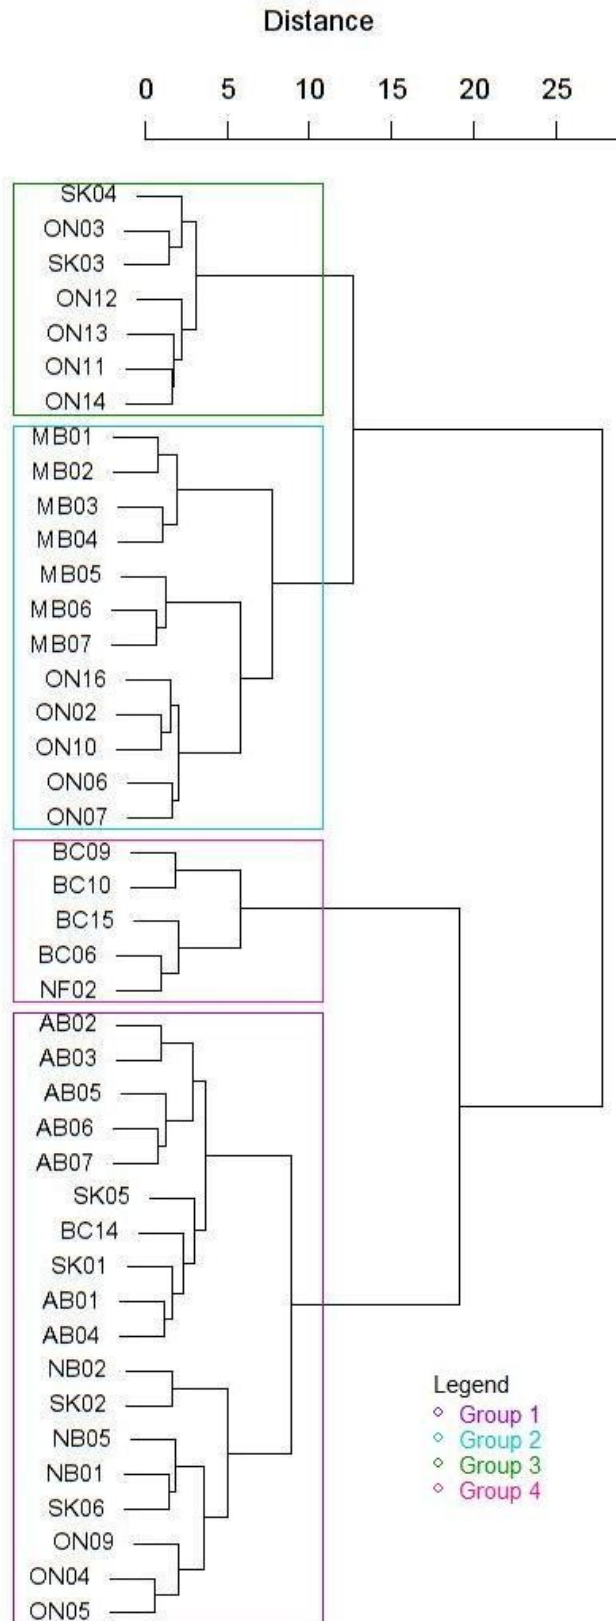 Distance
0 5 10 15 20 25
SK04
ON03
SK03
ON12
ON13
ON11
ON14
MB01
MB02
MB03
MB04
MB05
MB06
MB07
ON16
ON02
ON10
ON06
ON07
BC09
BC10
BC15
BC06
NF02
AB02
AB03
AB05
AB06
AB07
SK05
BC14
SK01
AB01
AB04
NB02
SK02
NB05
NB01
SK06
ON09
ON04
ON05
Legend
Group 1
Group 2
Group 3
Group 4